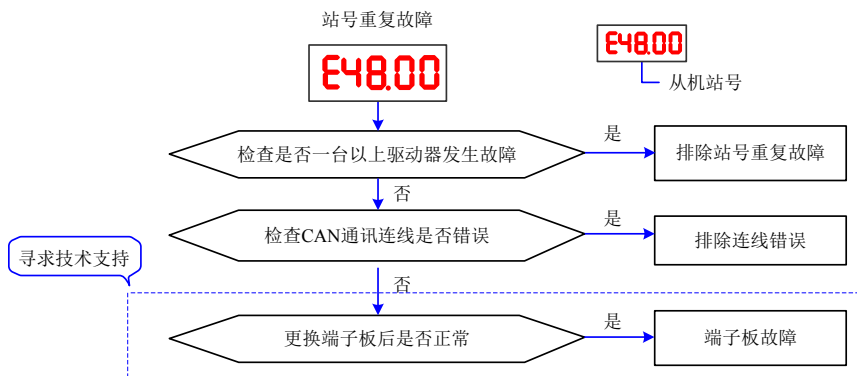 站号重复故障
E48.00
E48.00
从机站号
检查是否一台以上驱动器发生故障
是
排除站号重复故障
否
检查CAN通讯连线是否错误
是
排除连线错误
寻求技术支持
否
更换端子板后是否正常
是
端子板故障